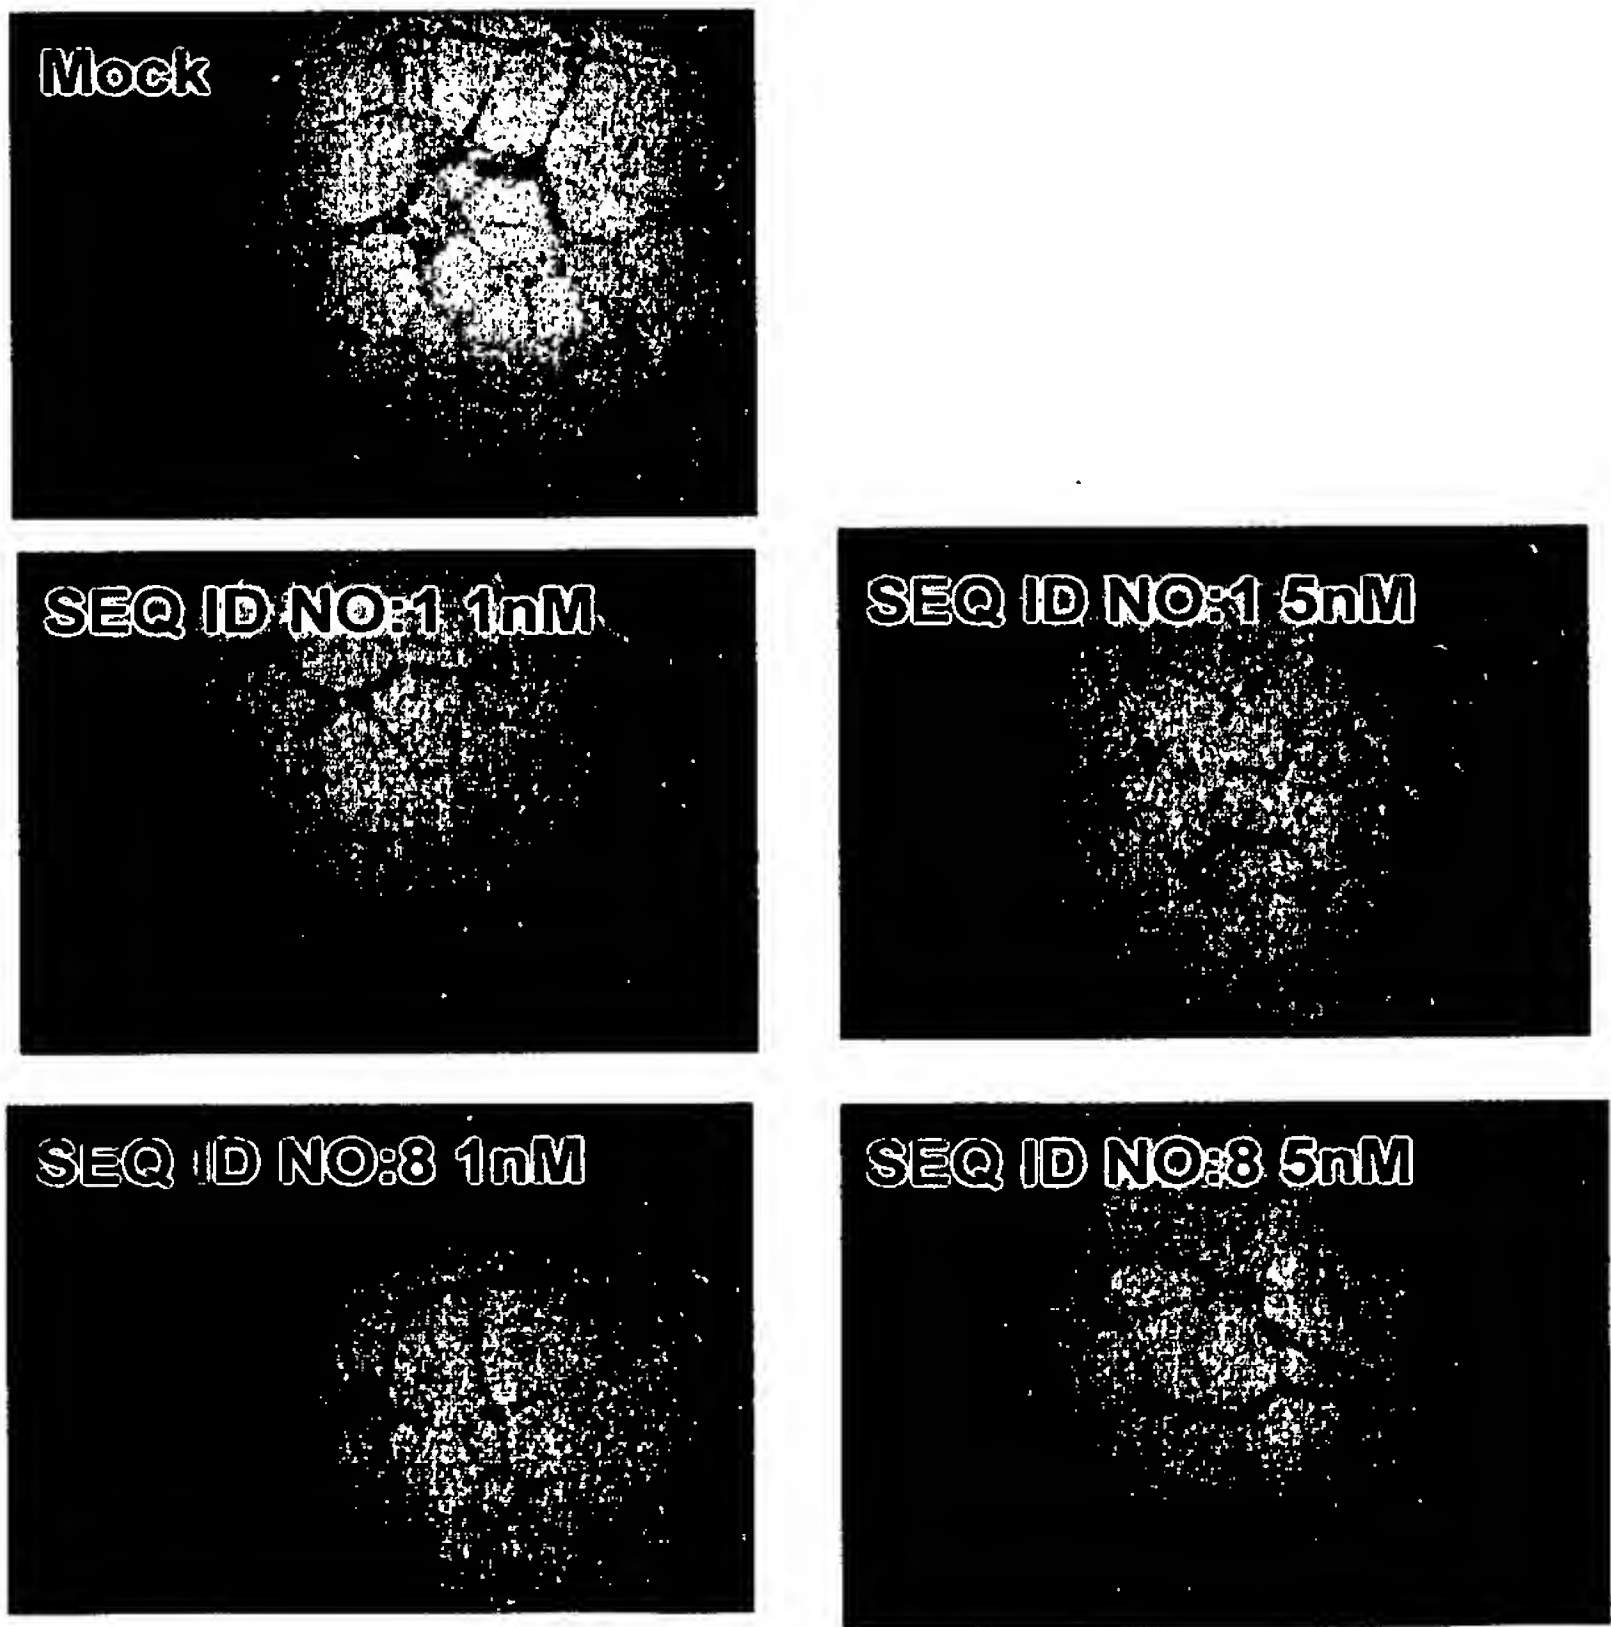 Mock
SEQ ID NO:1 1nM
SEQ ID NO:1 5nM
SEQ ID NO:8 1nM
SEQ ID NO:8 5nM